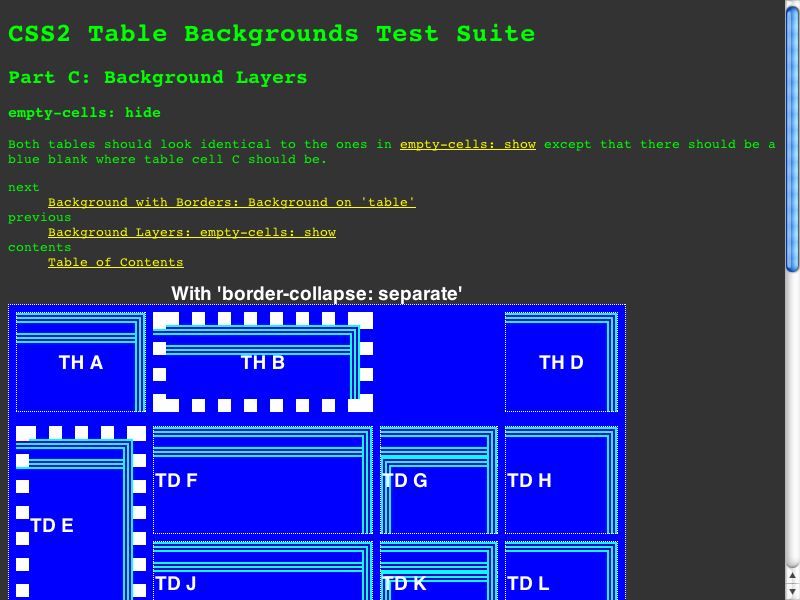 CSS2 Table Backgrounds Test Suite
Part C: Background Layers
empty-cells: hide
Both tables should look identical to the ones in empty-cells: show except that there should be a
blue blank where table cell C should be.
next
Background with Borders: Background on 'table'
previous
Background Layers: empty-cells: show
contents
Table of Contents
With 'border-collapse: separate'
TH A
TH B
TH D
TD F
TD G
TD H
TD E
TD J
TD K
TD L